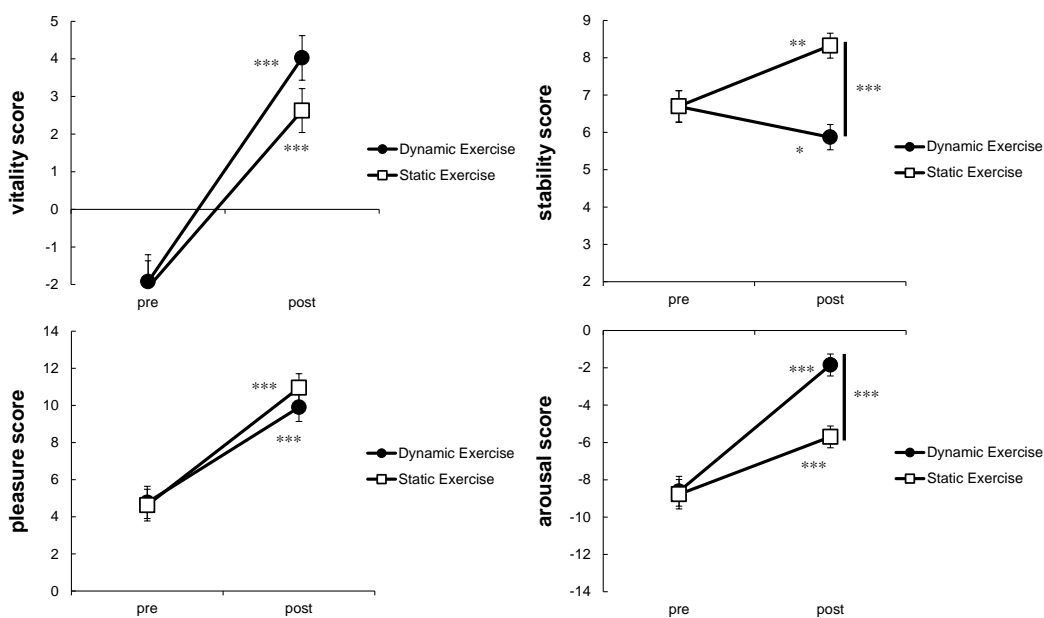 vitality score
5
4
3
2
1
0
-1
-2
pre
post
***
***
Dynamic Exercise
Static Exercise
stability score
9
8
7
6
5
4
3
2
pre
post
**
*
***
Dynamic Exercise
Static Exercise
pleasure score
14
12
10
8
6
4
2
0
pre
post
***
***
Dynamic Exercise
Static Exercise
arousal score
0
-2
-4
-6
-8
-10
-12
-14
pre
post
***
***
***
Dynamic Exercise
Static Exercise